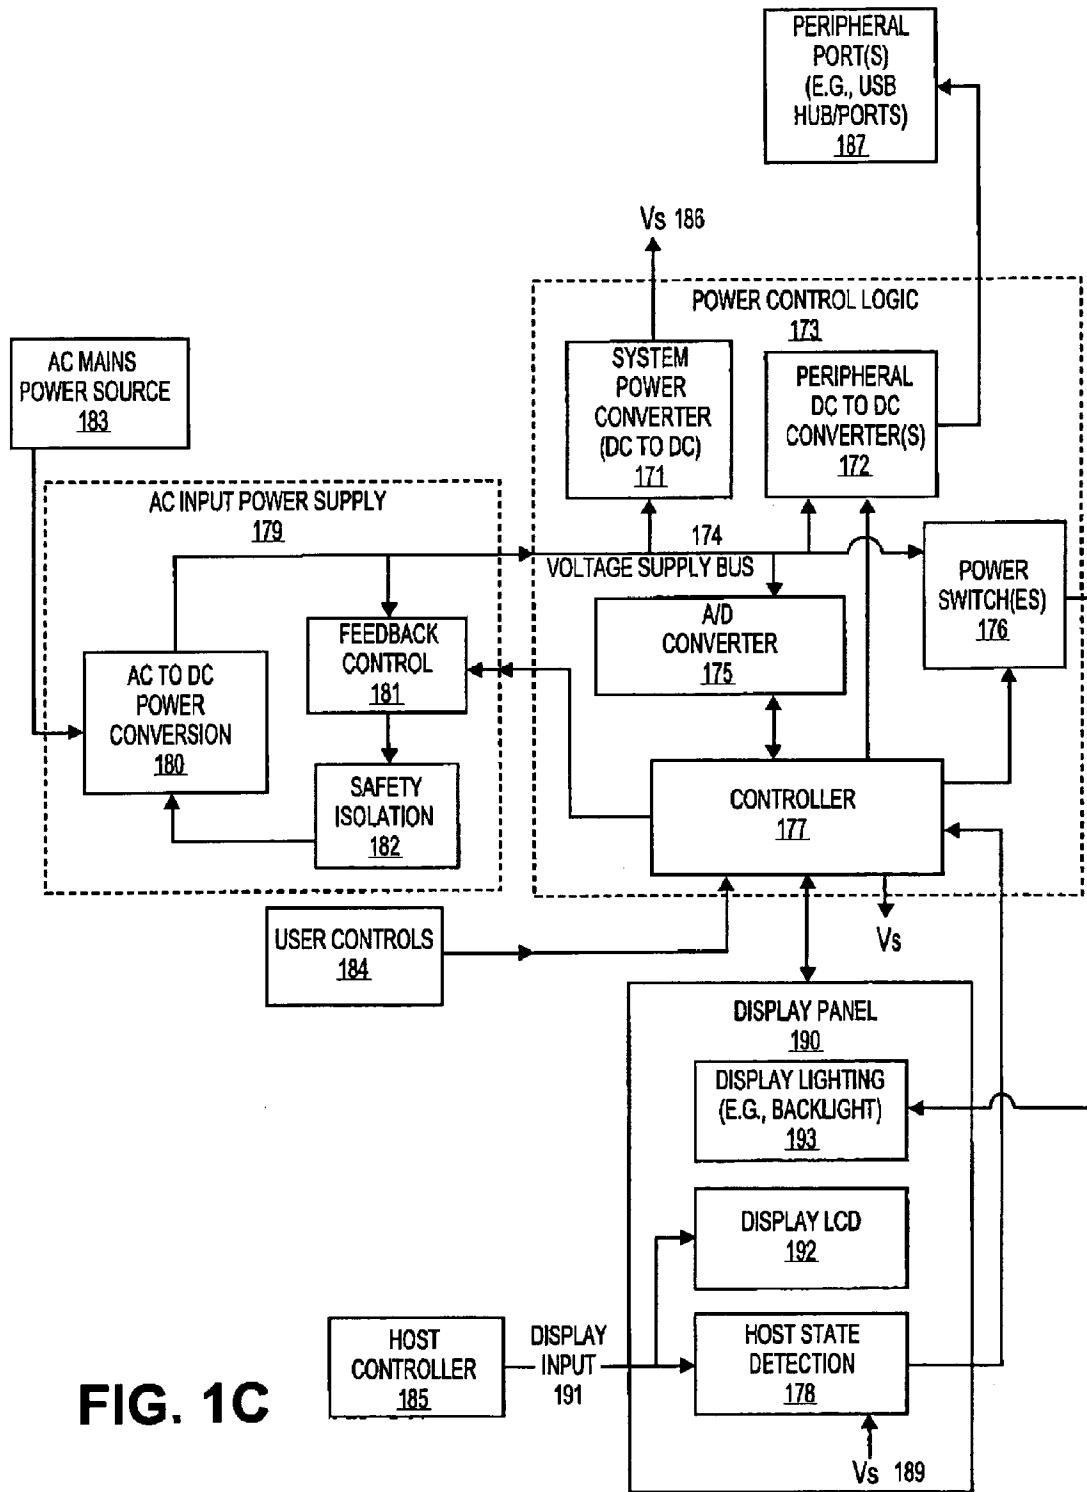 PERIPHERAL
PORT(S)
(E.G., USB
HUB/PORTS)
187
Vs 186
POWER CONTROL LOGIC
173
SYSTEM
POWER
CONVERTER
(DC TO DC)
171
PERIPHERAL
DC TO DC
CONVERTER(S)
172
AC MAINS
POWER SOURCE
183
AC INPUT POWER SUPPLY
179
174
VOLTAGE SUPPLY BUS
POWER
SWITCH(ES)
176
A/D
CONVERTER
175
FEEDBACK
CONTROL
181
AC TO DC
POWER
CONVERSION
180
SAFETY
ISOLATION
182
CONTROLLER
177
USER CONTROLS
184
Vs
DISPLAY PANEL
190
DISPLAY LIGHTING
(E.G., BACKLIGHT)
193
DISPLAY LCD
192
HOST
CONTROLLER
185
DISPLAY
INPUT
191
HOST STATE
DETECTION
178
Vs 189
FIG. 1C